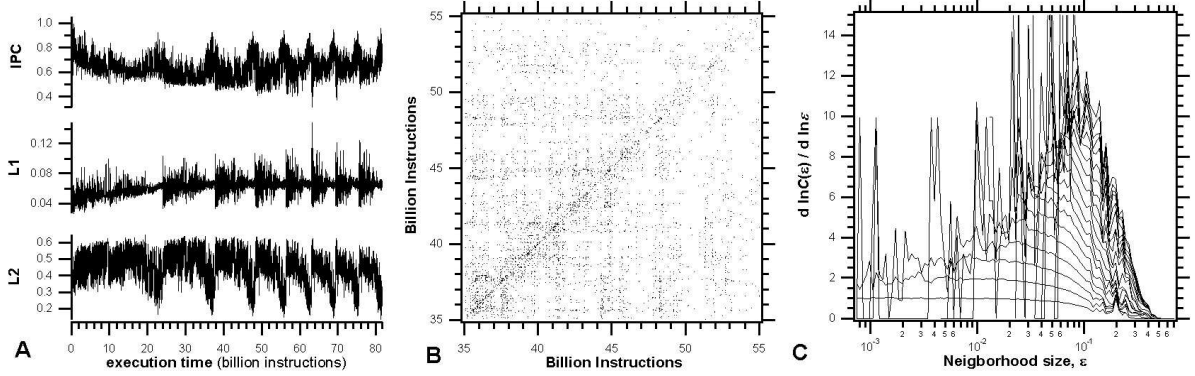 IPC
1.0
0.8
0.6
0.4
L1
0.12
0.08
0.04
L2
0.6
0.5
0.4
0.3
0.2
0 10 20 30 40 50 60 70 80
execution time (billion instructions)
A
Billion Instructions
55
50
45
40
35
35 40 45 50 55
Billion Instructions
B
d lnC(ε) / d lnε
14
12
10
8
6
4
2
0
10⁻³ 2 3 4 5 6 10⁻² 2 3 4 5 6 10⁻¹ 2 3 4 5 6
Neigborhood size, ε
C